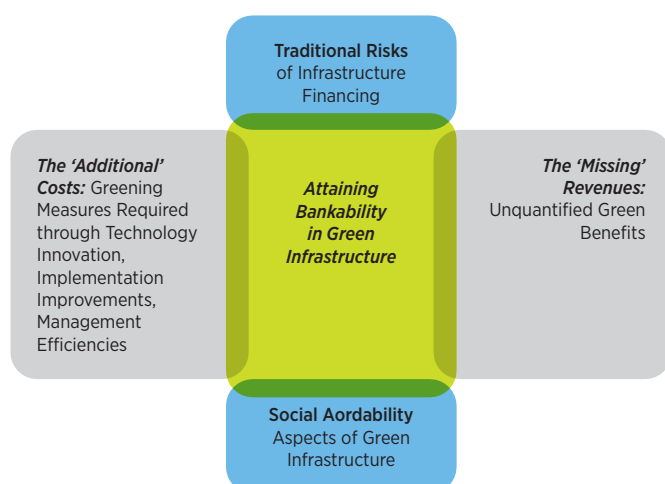 Traditional Risks
of Infrastructure
Financing
The ‘Additional’
Costs: Greening
Measures Required
through Technology
Innovation,
Implementation
Improvements,
Management
Efficiencies
Attaining
Bankability
in Green
Infrastructure
The ‘Missing’
Revenues:
Unquantified Green
Benefits
Social Aordability
Aspects of Green
Infrastructure